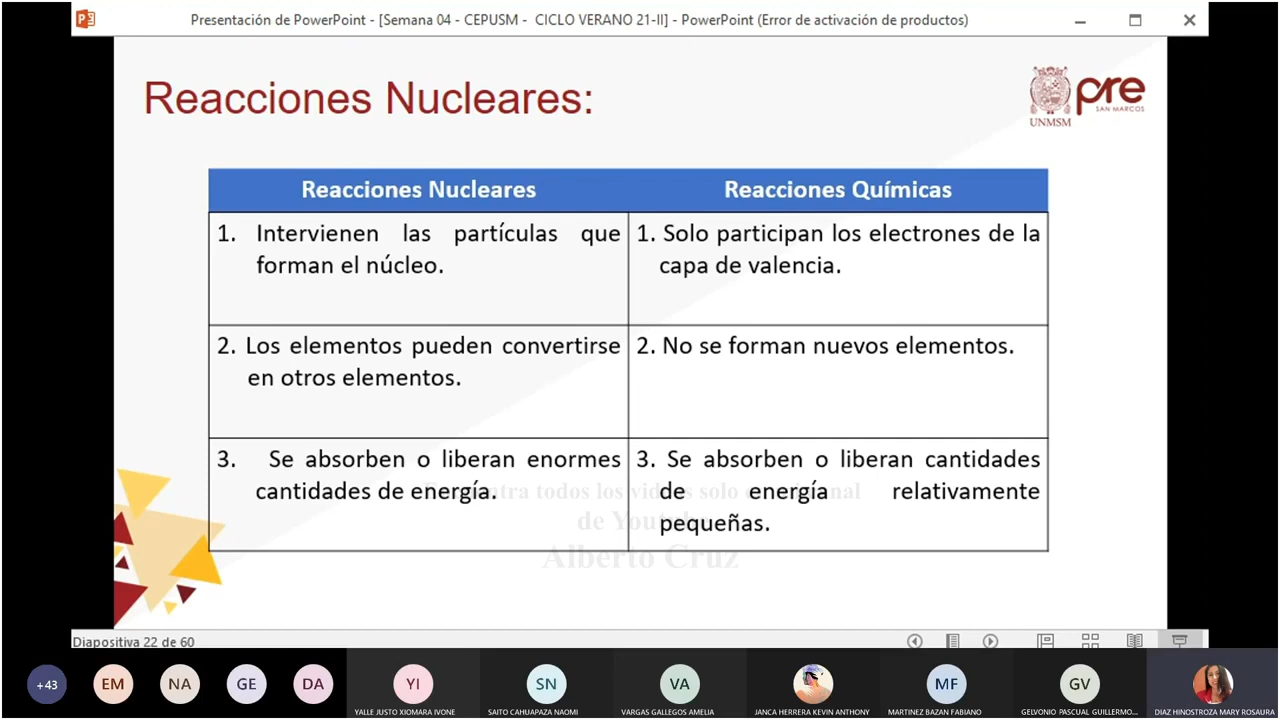 Presentación de PowerPoint - [Semana 04 - CEPUSM - CICLO VERANO 21-II] - PowerPoint (Error de activación de productos)
Reacciones Nucleares:
UNMSM
pre
SAN MARCOS
Reacciones Nucleares
Reacciones Químicas
1. Intervienen las partículas que
forman el núcleo.
1. Solo participan los electrones de la
capa de valencia.
2. Los elementos pueden convertirse
en otros elementos.
2. No se forman nuevos elementos.
3. Se absorben o liberan enormes
cantidades de energía.
3. Se absorben o liberan cantidades
de energía relativamente
pequeñas.
todos los videos solo
de Youtube
Alberto Cruz
Diapositiva 22 de 60
+43
EM
NA
GE
DA
YI
SN
VA
MF
GV
YALLE JUSTO XIOMARA IVONE
SAITO CAHUAPAZA NAOMI
VARGAS GALLEGOS AMELIA
JANCA HERRERA KEVIN ANTHONY
MARTINEZ BAZAN FABIANO
GELVONIO PASCUAL GUILLERMO...
DIAZ HINOSTROZA MARY ROSAURA